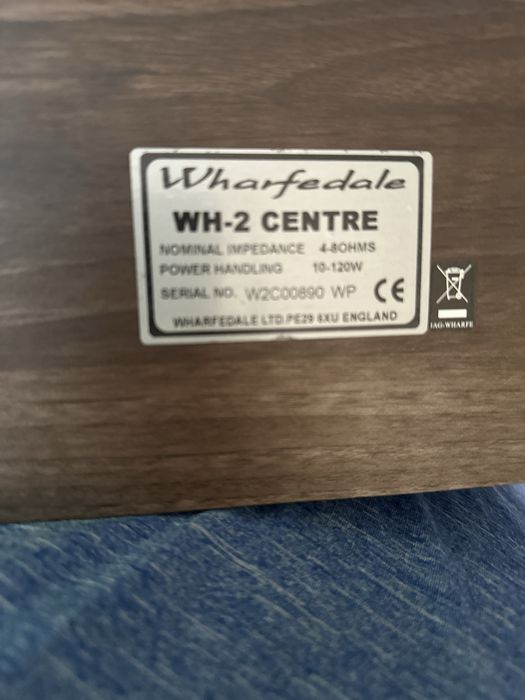 Wharfedale
WH-2 CENTRE
NOMINAL IMPEDANCE 4-8OHMS
POWER HANDLING 10-120W
SERIAL NO. W2C00890 WP CE
WHARFEDALE LTD.PE29 6XU ENGLAND
IAG-WHARFE